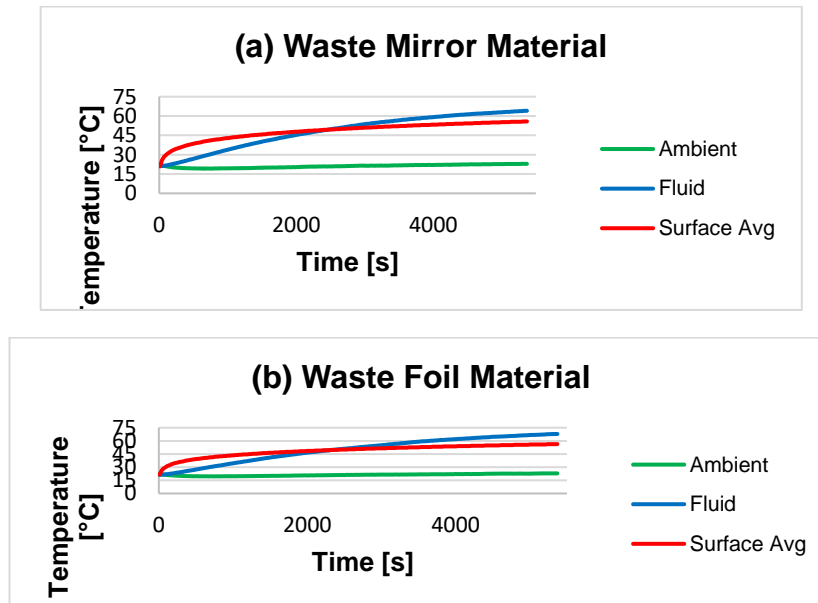 (a) Waste Mirror Material
Temperature [°C]
75
60
45
30
15
0
0 2000 4000
Time [s]
Ambient
Fluid
Surface Avg
(b) Waste Foil Material
Temperature
[°C]
75
60
45
30
15
0
0 2000 4000
Time [s]
Ambient
Fluid
Surface Avg